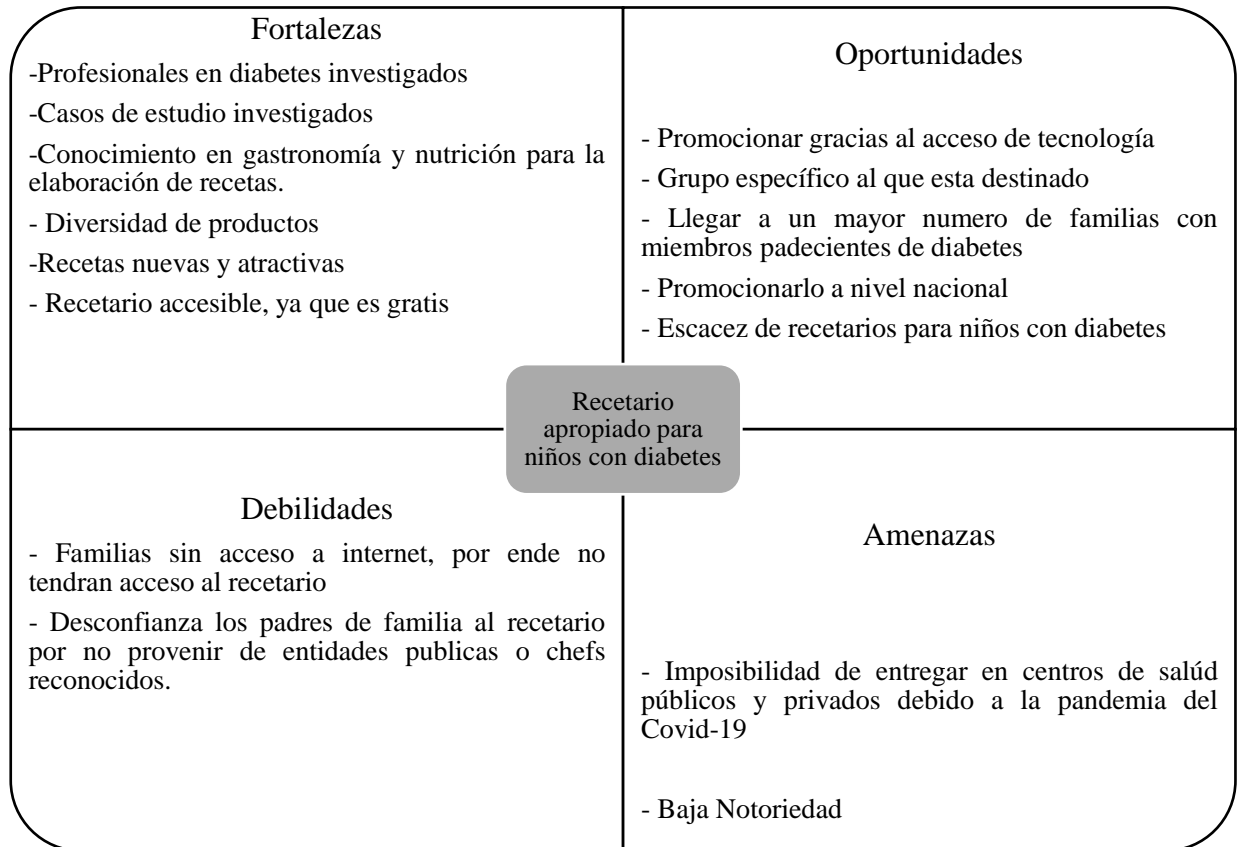 Fortalezas
-Profesionales en diabetes investigados
-Casos de estudio investigados
-Conocimiento en gastronomía y nutrición para la
elaboración de recetas.
- Diversidad de productos
-Recetas nuevas y atractivas
- Recetario accesible, ya que es gratis
Oportunidades
- Promocionar gracias al acceso de tecnología
- Grupo específico al que esta destinado
- Llegar a un mayor numero de familias con
miembros padecientes de diabetes
- Promocionarlo a nivel nacional
- Escacez de recetarios para niños con diabetes
Recetario
apropiado para
niños con diabetes
Debilidades
- Familias sin acceso a internet, por ende no
tendran acceso al recetario
- Desconfianza los padres de familia al recetario
por no provenir de entidades publicas o chefs
reconocidos.
Amenazas
- Imposibilidad de entregar en centros de salúd
públicos y privados debido a la pandemia del
Covid-19
- Baja Notoriedad